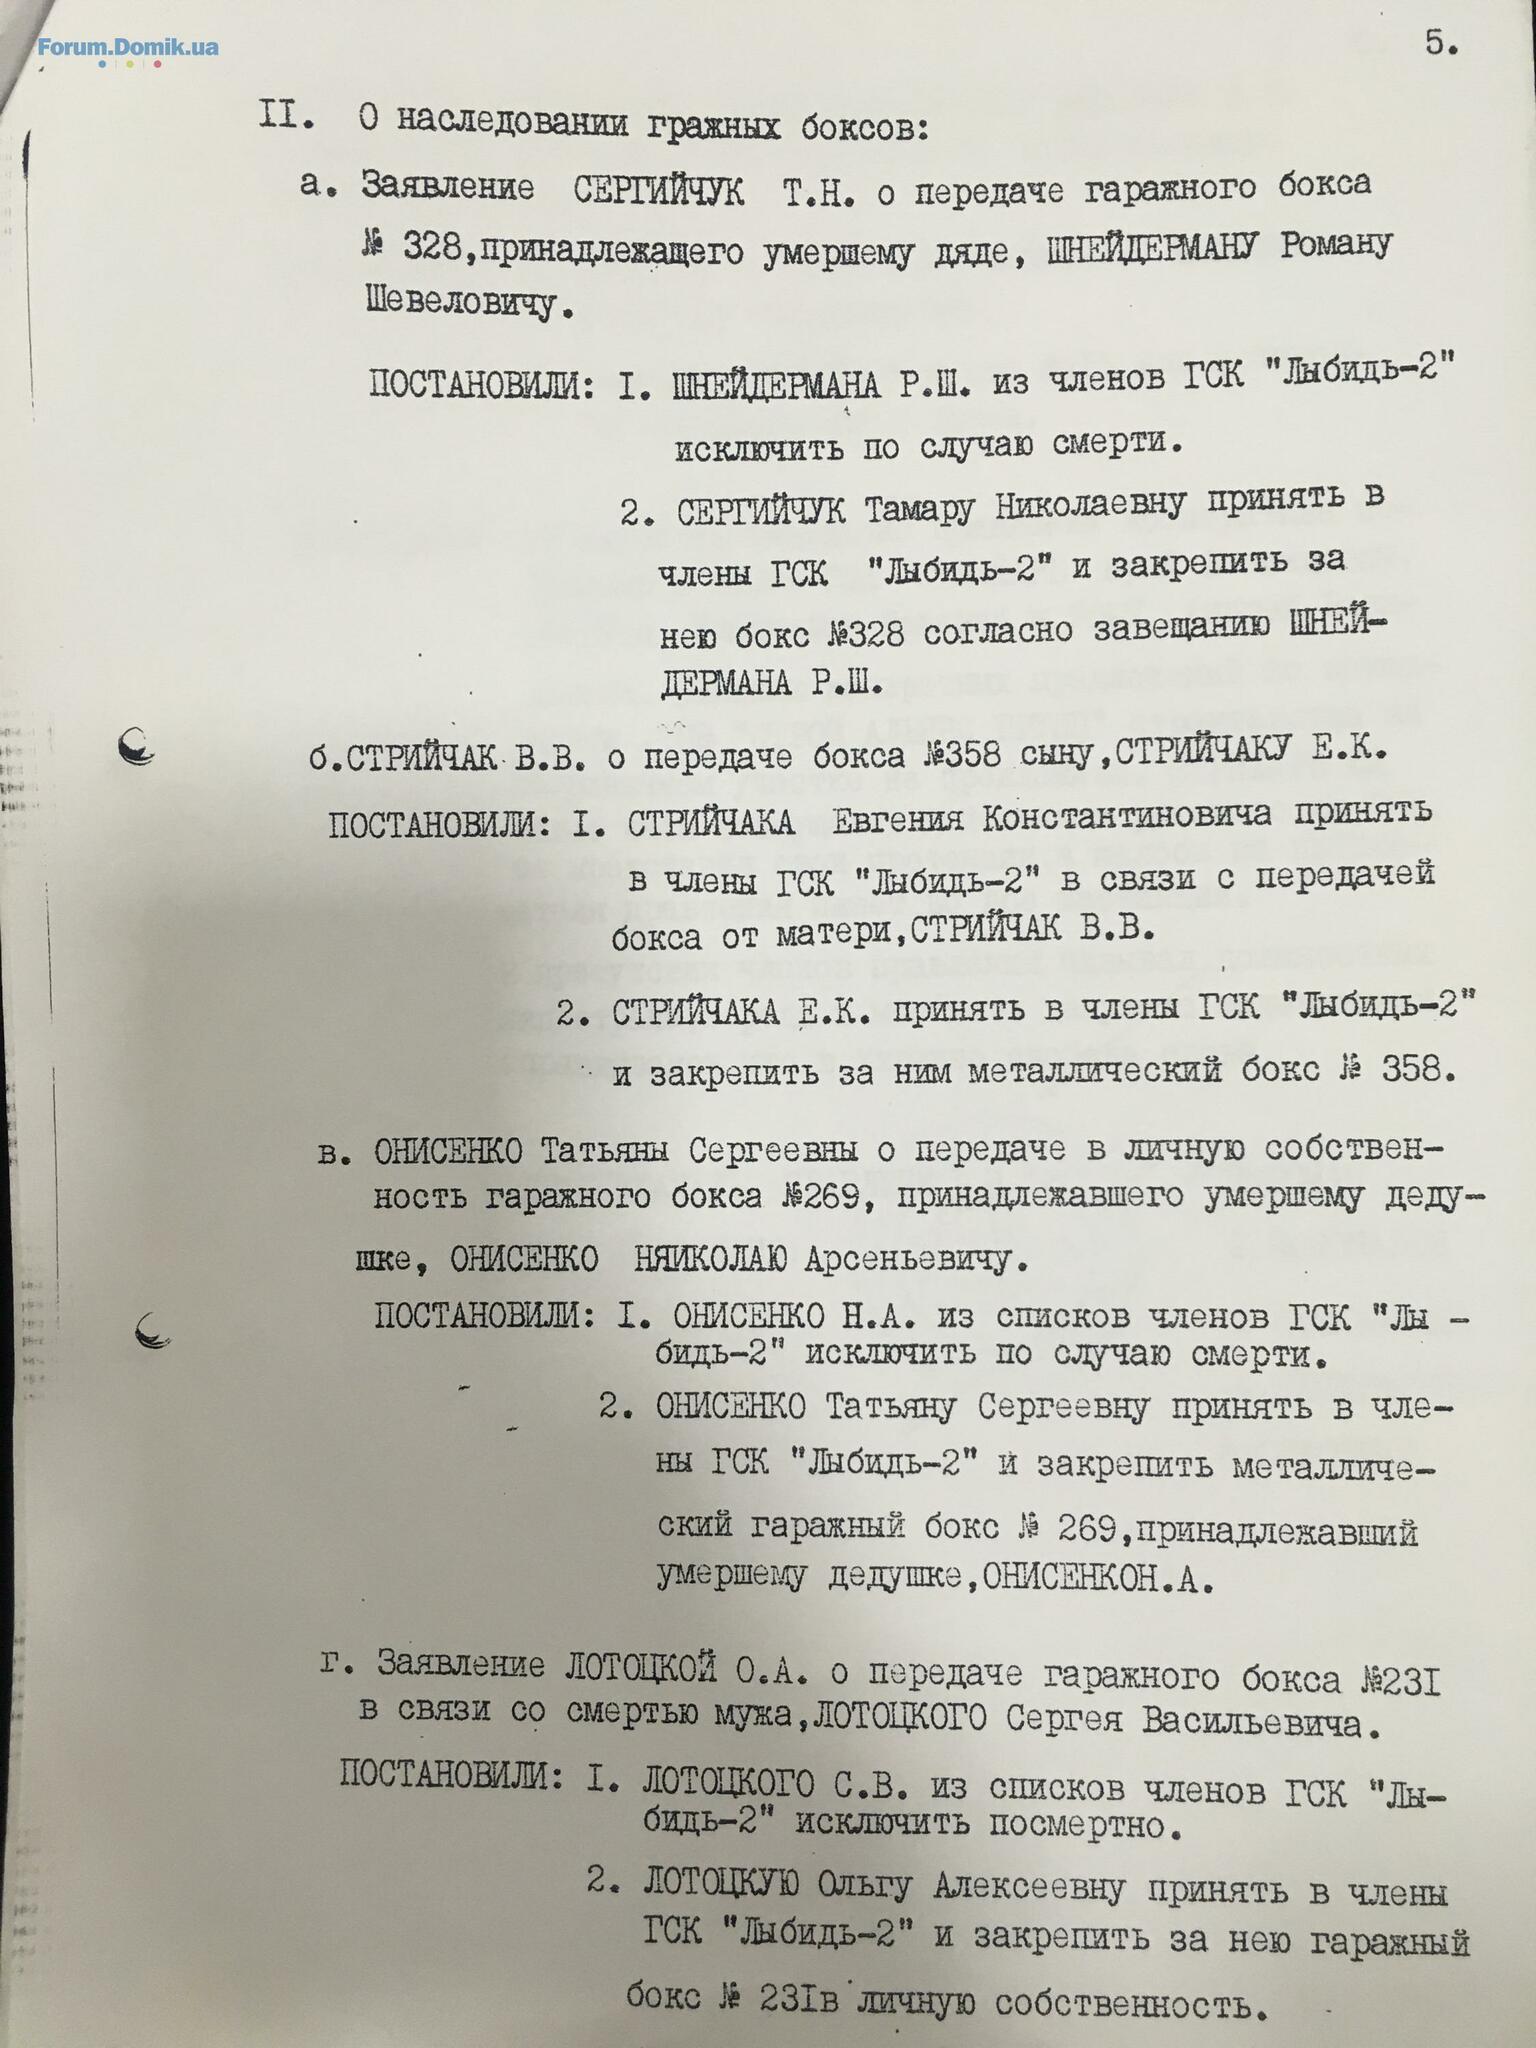 Forum.Domik.ua
5.
II. О наследовании гражных боксов:
а. Заявление СЕРГИЙЧУК Т.Н. о передаче гаражного бокса
№ 328,принадлежащего умершему дяде, ШНЕЙДЕРМАНУ Роману
Шевеловичу.
ПОСТАНОВИЛИ: I. ШНЕЙДЕРМАНА Р.Ш. из членов ГСК "Лыбидь-2"
исключить по случаю смерти.
2. СЕРГИЙЧУК Тамару Николаевну принять в
члены ГСК "Лыбидь-2" и закрепить за
нею бокс №328 согласно завещанию ШНЕЙ-
ДЕРМАНА Р.Ш.
б.СТРИЙЧАК В.В. о передаче бокса №358 сыну,СТРИЙЧАКУ Е.К.
ПОСТАНОВИЛИ: I. СТРИЙЧАКА Евгения Константиновича принять
в члены ГСК "Лыбидь-2" в связи с передачей
бокса от матери,СТРИЙЧАК В.В.
2. СТРИЙЧАКА Е.К. принять в члены ГСК "Лыбидь-2"
и закрепить за ним металлический бокс № 358.
в. ОНИСЕНКО Татьяны Сергеевны о передаче в личную собствен-
ность гаражного бокса №269, принадлежавшего умершему деду-
шке, ОНИСЕНКО НЯИКОЛАЮ Арсеньевичу.
ПОСТАНОВИЛИ: I. ОНИСЕНКО Н.А. из списков членов ГСК "Лы -
бидь-2" исключить по случаю смерти.
2. ОНИСЕНКО Татьяну Сергеевну принять в чле-
ны ГСК "Лыбидь-2" и закрепить металличе-
ский гаражный бокс № 269,принадлежавший
умершему дедушке,ОНИСЕНКОН.А.
г. Заявление ЛОТОЦКОЙ О.А. о передаче гаражного бокса №23I
в связи со смертью мужа,ЛОТОЦКОГО Сергея Васильевича.
ПОСТАНОВИЛИ: I. ЛОТОЦКОГО С.В. из списков членов ГСК "Лы-
бидь-2" исключить посмертно.
2. ЛОТОЦКУЮ Ольгу Алексеевну принять в члены
ГСК "Лыбидь-2" и закрепить за нею гаражный
бокс № 23Iв личную собственность.